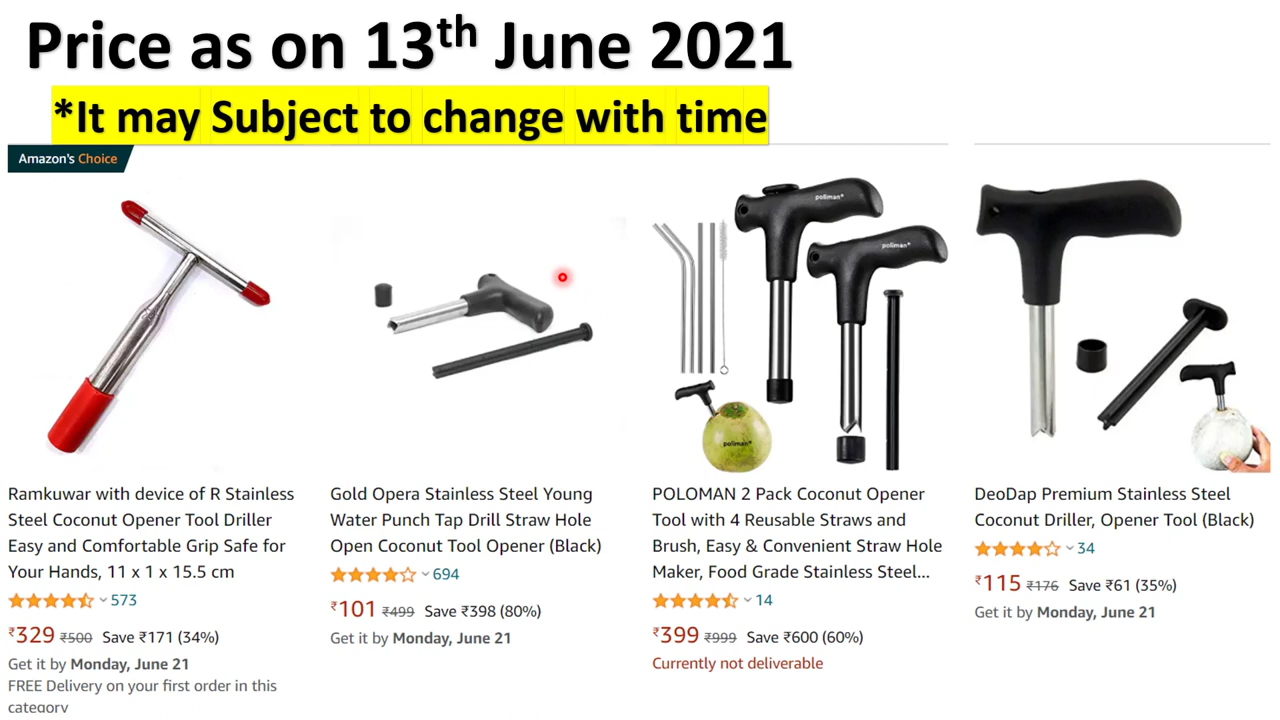 Price as on 13th June 2021
*It may Subject to change with time
Amazon's Choice
poliman®
poliman®
poliman®
Ramkuwar with device of R Stainless
Steel Coconut Opener Tool Driller
Easy and Comfortable Grip Safe for
Your Hands, 11 x 1 x 15.5 cm
573
₹329 ₹500 Save ₹171 (34%)
Get it by Monday, June 21
FREE Delivery on your first order in this
category
Gold Opera Stainless Steel Young
Water Punch Tap Drill Straw Hole
Open Coconut Tool Opener (Black)
694
₹101 ₹499 Save ₹398 (80%)
Get it by Monday, June 21
POLOMAN 2 Pack Coconut Opener
Tool with 4 Reusable Straws and
Brush, Easy & Convenient Straw Hole
Maker, Food Grade Stainless Steel...
14
₹399 ₹999 Save ₹600 (60%)
Currently not deliverable
DeoDap Premium Stainless Steel
Coconut Driller, Opener Tool (Black)
34
₹115 ₹176 Save ₹61 (35%)
Get it by Monday, June 21